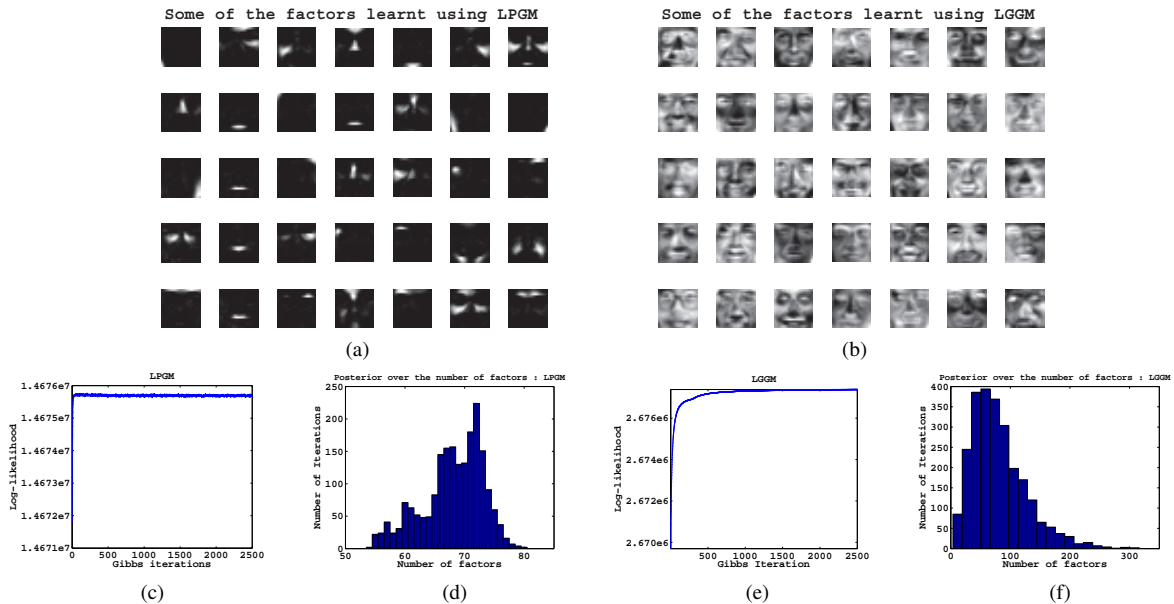 Some of the factors learnt using LPGM
Some of the factors learnt using LGGM
(a)
(b)
LPGM
Log-likelihood
1.4676e7
1.4675e7
1.4674e7
1.4673e7
1.4672e7
1.4671e7
0 500 1000 1500 2000 2500
Gibbs iterations
Posterior over the number of factors : LPGM
Number of Iterations
250
200
150
100
50
0
50 60 70 80
Number of factors
LGGM
Log-likelihood
2.676e6
2.674e6
2.672e6
2.670e6
500 1000 1500 2000 2500
Gibbs Iteration
Posterior over the number of factors : LGGM
Number of Iterations
400
350
300
250
200
150
100
50
0
0 100 200 300
Number of factors
(c)
(d)
(e)
(f)